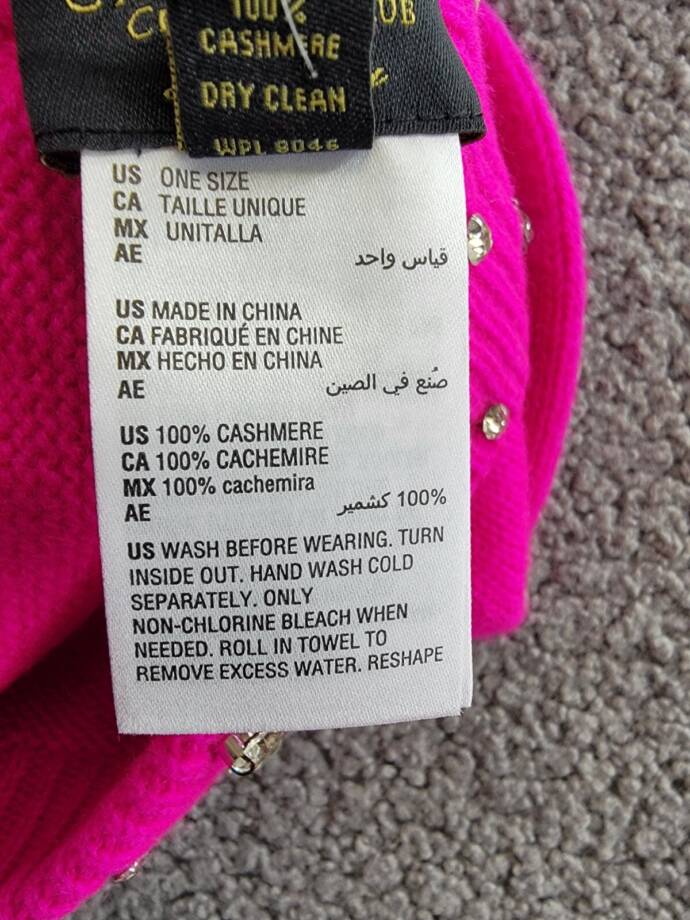 100%
CASHMERE
DRY CLEAN
WPL 8046
US ONE SIZE
CA TAILLE UNIQUE
MX UNITALLA
AE قياس واحد
US MADE IN CHINA
CA FABRIQUÉ EN CHINE
MX HECHO EN CHINA
AE صُنع في الصين
US 100% CASHMERE
CA 100% CACHEMIRE
MX 100% cachemira
AE 100% كشمير
US WASH BEFORE WEARING. TURN
INSIDE OUT. HAND WASH COLD
SEPARATELY. ONLY
NON-CHLORINE BLEACH WHEN
NEEDED. ROLL IN TOWEL TO
REMOVE EXCESS WATER. RESHAPE